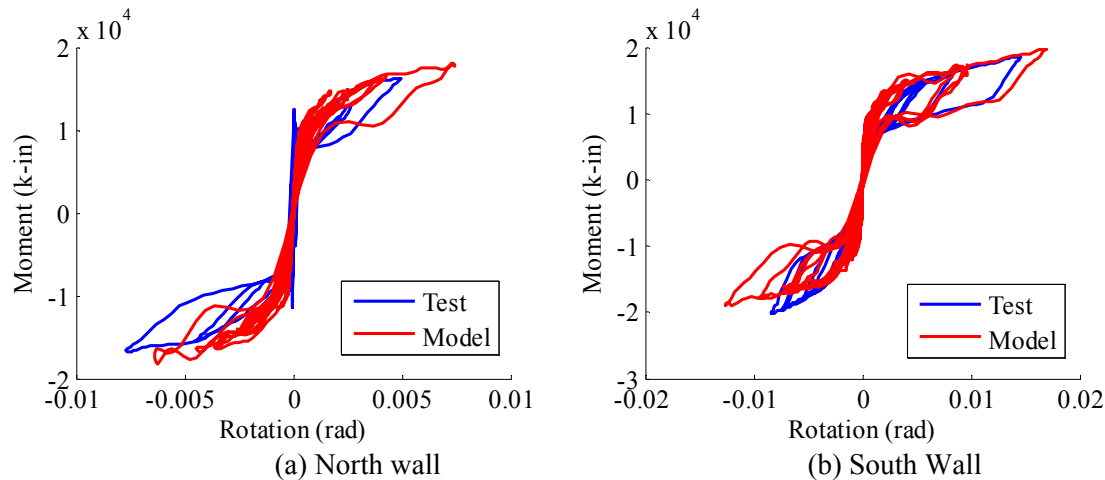 x 10^4
2
1
0
-1
-2
Moment (k-in)
-0.01
-0.005
0
0.005
0.01
Rotation (rad)
Test
Model
(a) North wall
x 10^4
2
1
0
-1
-2
-3
Moment (k-in)
-0.02
-0.01
0
0.01
0.02
Rotation (rad)
Test
Model
(b) South Wall